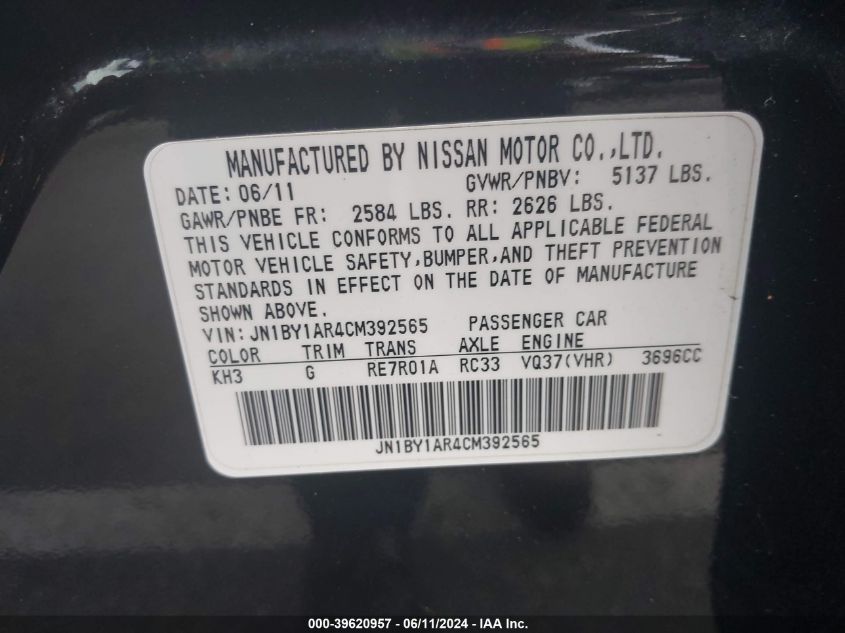 MANUFACTURED BY NISSAN MOTOR CO.,LTD.
DATE: 06/11 GVWR/PNBV: 5137 LBS.
GAWR/PNBE FR: 2584 LBS. RR: 2626 LBS.
THIS VEHICLE CONFORMS TO ALL APPLICABLE FEDERAL
MOTOR VEHICLE SAFETY,BUMPER,AND THEFT PREVENTION
STANDARDS IN EFFECT ON THE DATE OF MANUFACTURE
SHOWN ABOVE.
VIN: JN1BY1AR4CM392565 PASSENGER CAR
COLOR TRIM TRANS AXLE ENGINE
KH3 G RE7R01A RC33 VQ37(VHR) 3696CC
JN1BY1AR4CM392565
000-39620957 - 06/11/2024 - IAA Inc.